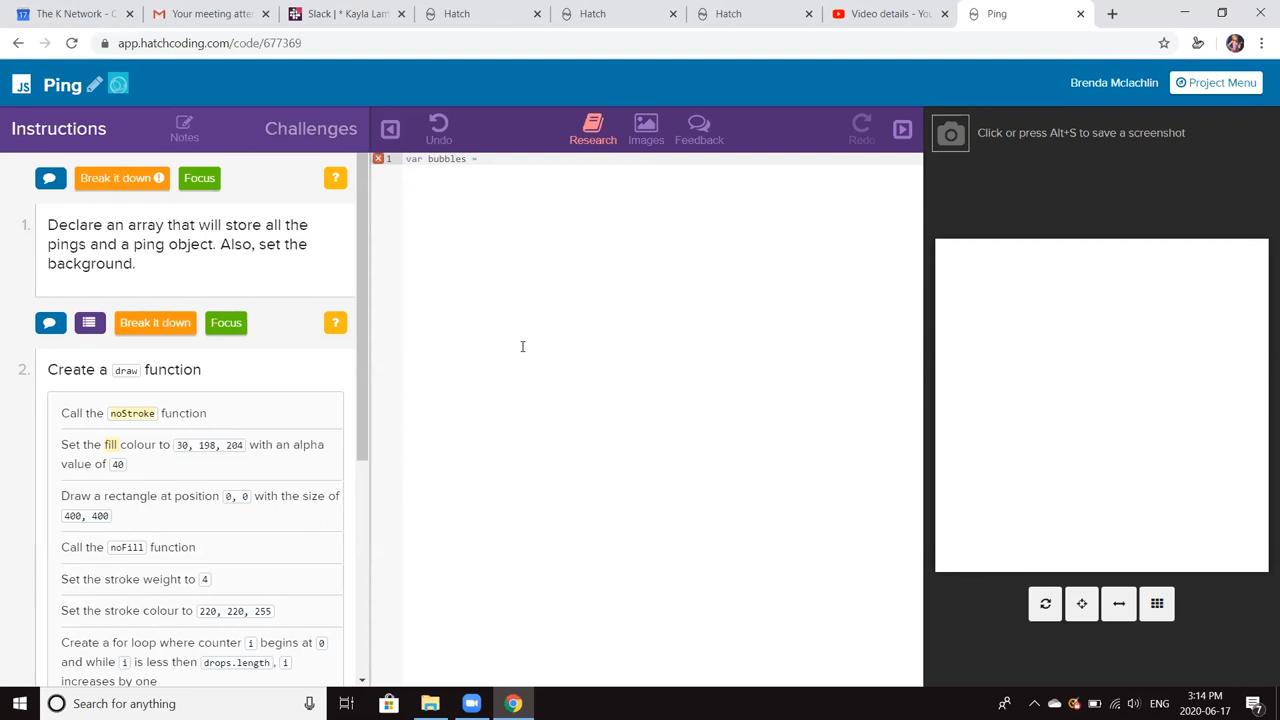 17 The K Network - C
Your meeting atte
Slack | * Kayla Lam
Hatch
Hatch
Hatch
Video details - You
Ping
app.hatchcoding.com/code/677369
JS Ping
Brenda Mclachlin
Project Menu
Instructions
Notes
Challenges
Undo
Research
Images
Feedback
Redo
Click or press Alt+S to save a screenshot
Break it down
Focus
?
1 var bubbles =
1. Declare an array that will store all the
pings and a ping object. Also, set the
background.
Break it down
Focus
?
2. Create a draw function
Call the noStroke function
Set the fill colour to 30, 198, 204 with an alpha
value of 40
Draw a rectangle at position 0, 0 with the size of
400, 400
Call the noFill function
Set the stroke weight to 4
Set the stroke colour to 220, 220, 255
Create a for loop where counter i begins at 0
and while i is less then drops.length, i
increases by one
Search for anything
ENG
3:14 PM
2020-06-17
7